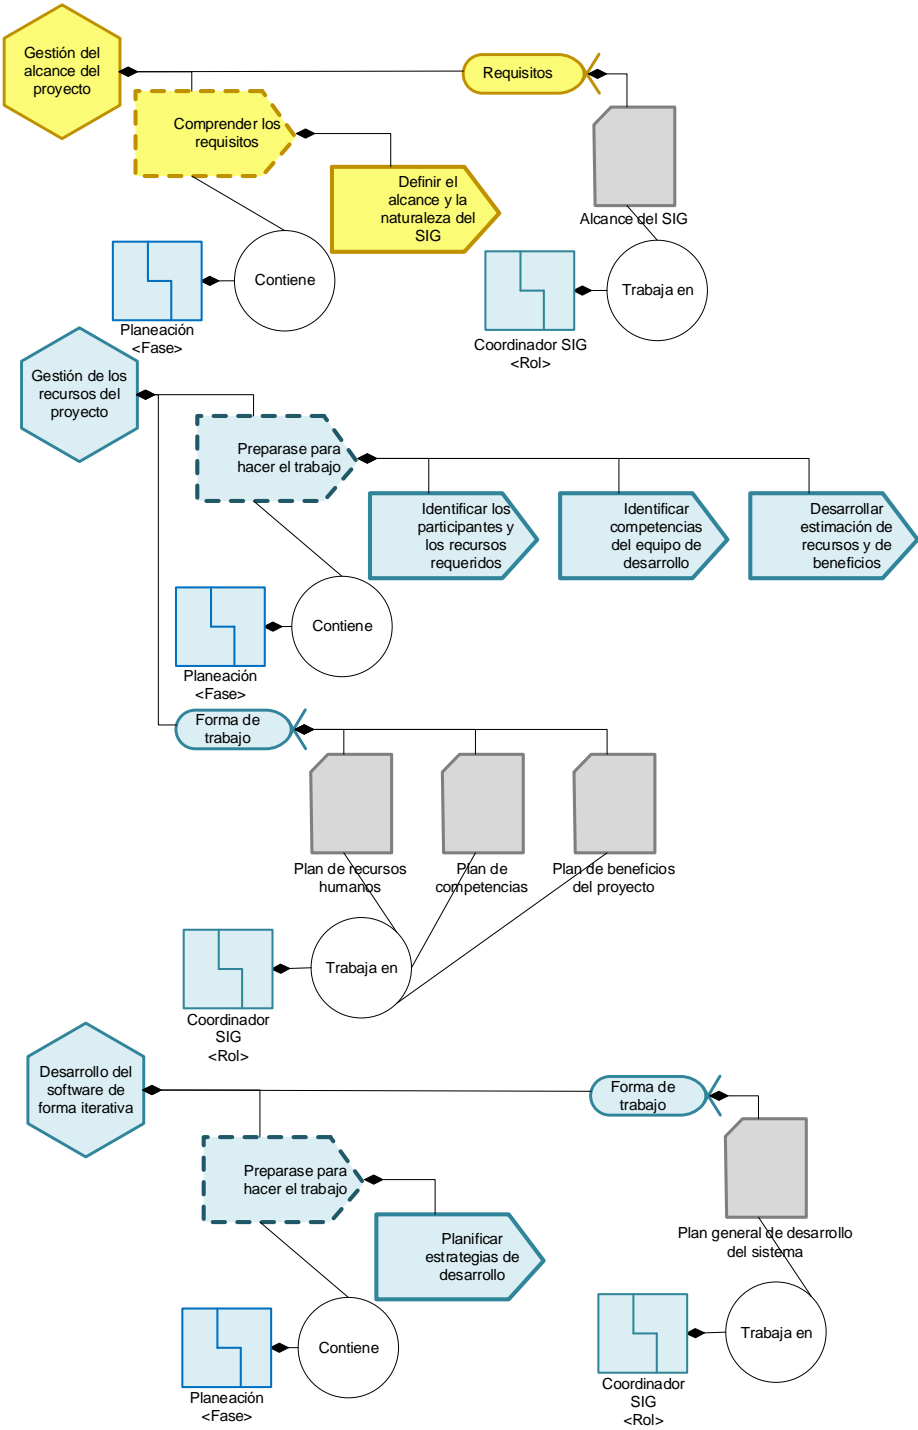 Gestión del
alcance del
proyecto
Requisitos
Comprender los
requisitos
Definir el
alcance y la
naturaleza del
SIG
Alcance del SIG
Contiene
Trabaja en
Planeación
<Fase>
Coordinador SIG
<Rol>
Gestión de los
recursos del
proyecto
Preparase para
hacer el trabajo
Identificar los
participantes y
los recursos
requeridos
Identificar
competencias
del equipo de
desarrollo
Desarrollar
estimación de
recursos y de
beneficios
Contiene
Planeación
<Fase>
Forma de
trabajo
Plan de recursos
humanos
Plan de
competencias
Plan de beneficios
del proyecto
Trabaja en
Coordinador
SIG
<Rol>
Desarrollo del
software de
forma iterativa
Forma de
trabajo
Preparase para
hacer el trabajo
Planificar
estrategias de
desarrollo
Plan general de desarrollo
del sistema
Contiene
Trabaja en
Planeación
<Fase>
Coordinador
SIG
<Rol>